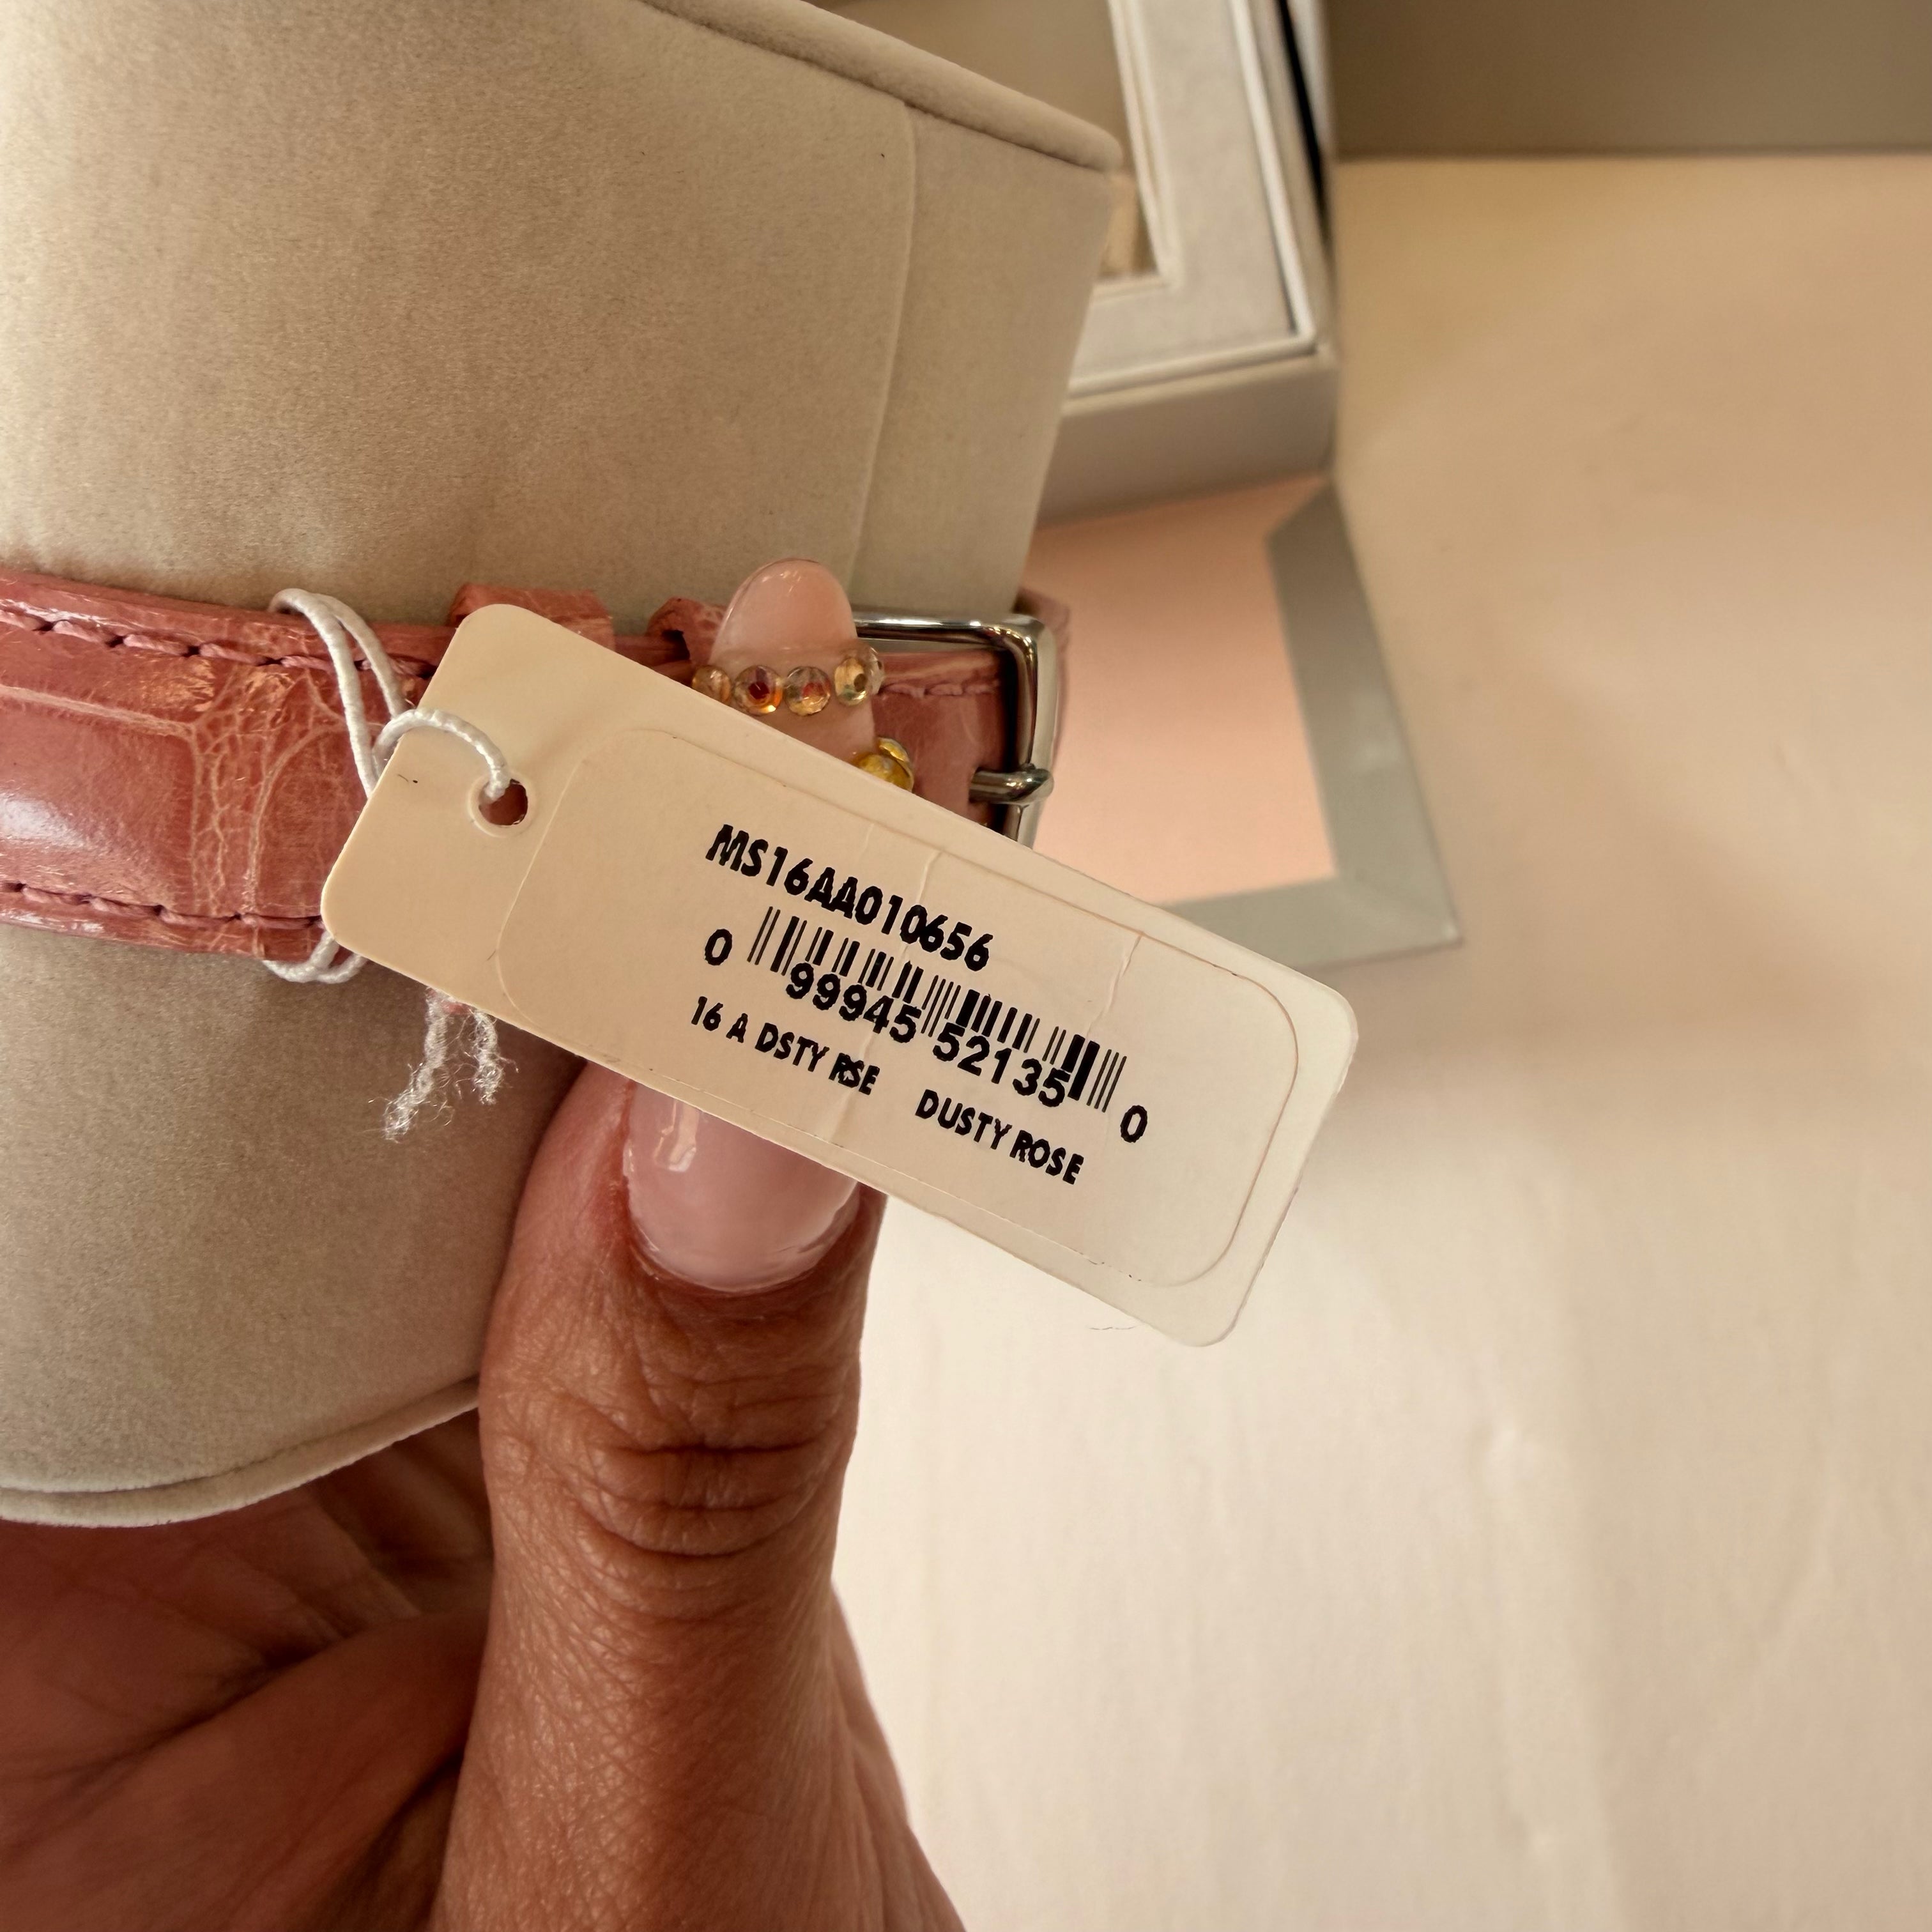 MS16AA010656
0 99945 52135 0
16 A DSTY RSE DUSTY ROSE